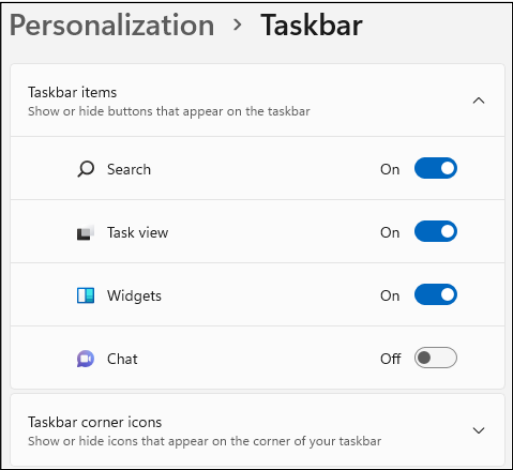 Personalization > Taskbar
Taskbar items
Show or hide buttons that appear on the taskbar
Search On
Task view On
Widgets On
Chat Off
Taskbar corner icons
Show or hide icons that appear on the corner of your taskbar